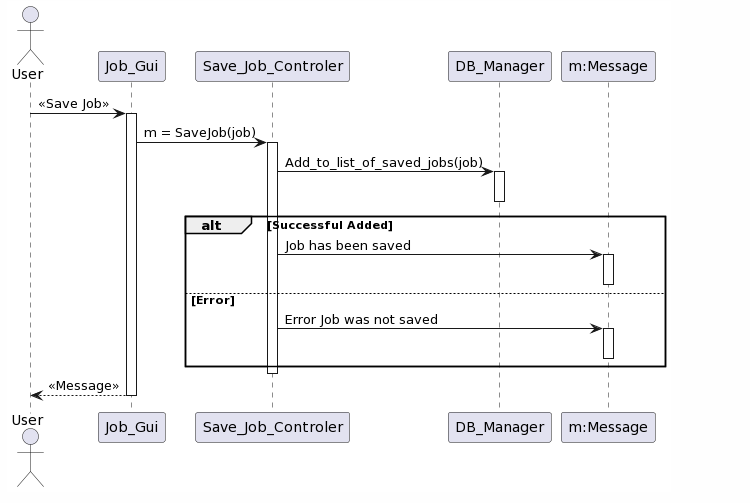 User
Job_Gui
Save_Job_Controler
DB_Manager
m:Message
«Save Job»
m = SaveJob(job)
Add_to_list_of_saved_jobs(job)
alt
[Successful Added]
Job has been saved
[Error]
Error Job was not saved
«Message»
User
Job_Gui
Save_Job_Controler
DB_Manager
m:Message